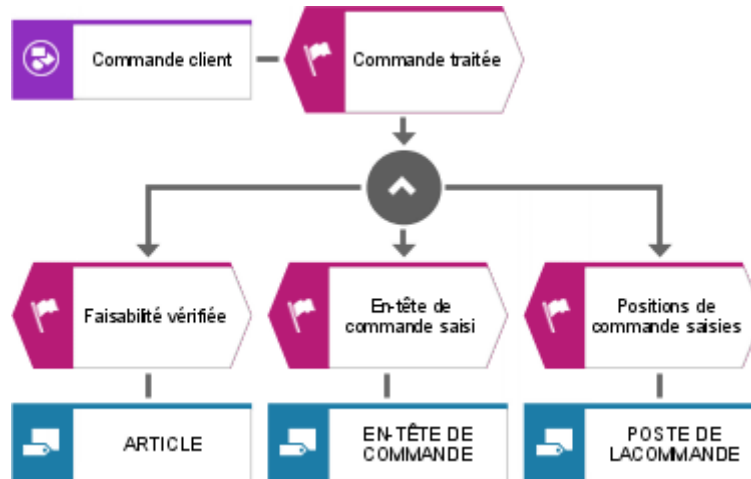 Commande client
Commande traitée
Faisabilité vérifiée
En-tête de
commande saisi
Positions de
commande saisies
ARTICLE
EN-TÊTE DE
COMMANDE
POSTE DE
LACOMMANDE